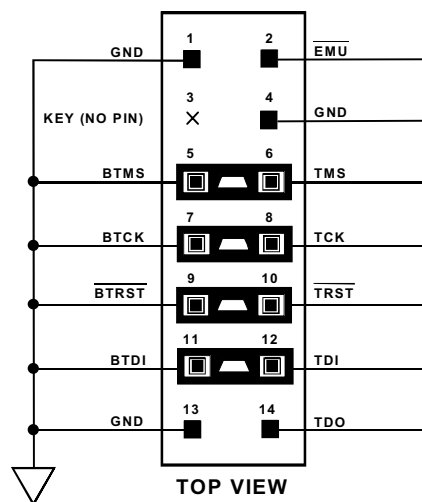 1 2
GND EMU
3 4
KEY (NO PIN) GND
5 6
BTMS TMS
7 8
BTCK TCK
9 10
BTRST TRST
11 12
BTDI TDI
13 14
GND TDO
TOP VIEW